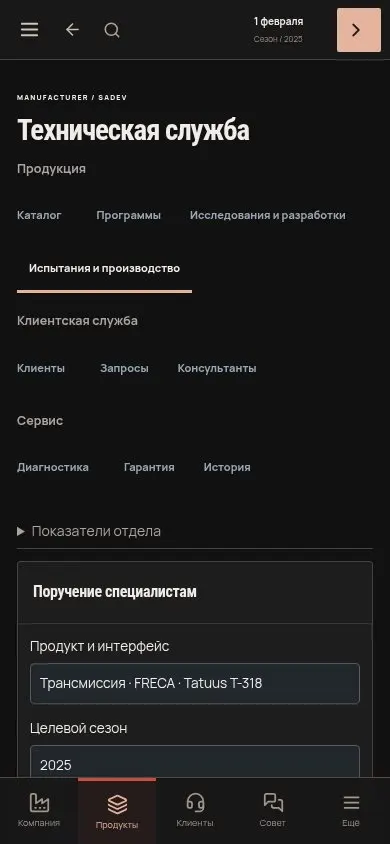 1 февраля
Сезон / 2025
MANUFACTURER / SADEV
Техническая служба
Продукция
Каталог Программы Исследования и разработки
Испытания и производство
Клиентская служба
Клиенты Запросы Консультанты
Сервис
Диагностика Гарантия История
Показатели отдела
Поручение специалистам
Продукт и интерфейс
Трансмиссия · FRECA · Tatuus T-318
Целевой сезон
2025
Компания Продукты Клиенты Совет Ещё